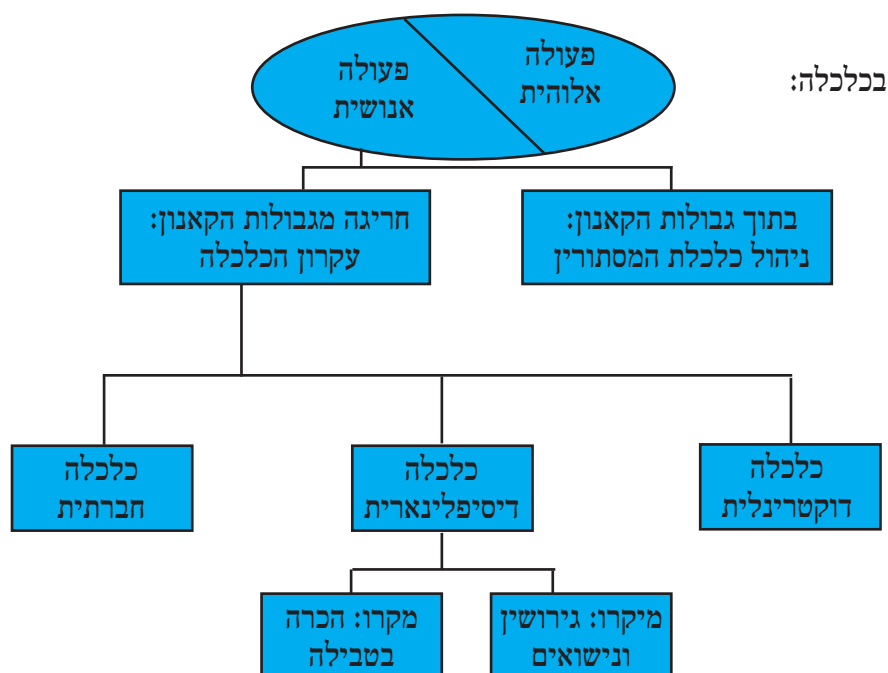 בכלכלה:
פעולה
אלוהית
פעולה
אנושית
בתוך גבולות הקאנון:
ניהול כלכלת המסתורין
חריגה מגבולות הקאנון:
עקרון הכלכלה
כלכלה
דוקטרינלית
כלכלה
דיסיפלינארית
כלכלה
חברתית
מיקרו: גירושין
ונישואים
מקרו: הכרה
בטבילה